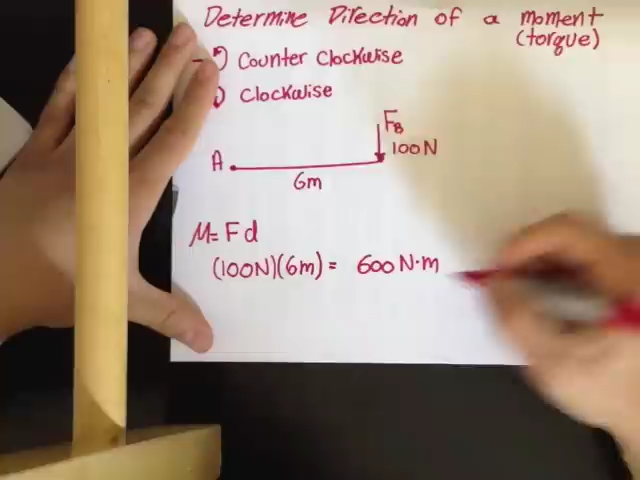 Determine Direction of a moment
(torque)
Counter Clockwise
Clockwise
FB
100N
A
6m
M= Fd
(100N)(6m) = 600 N·m